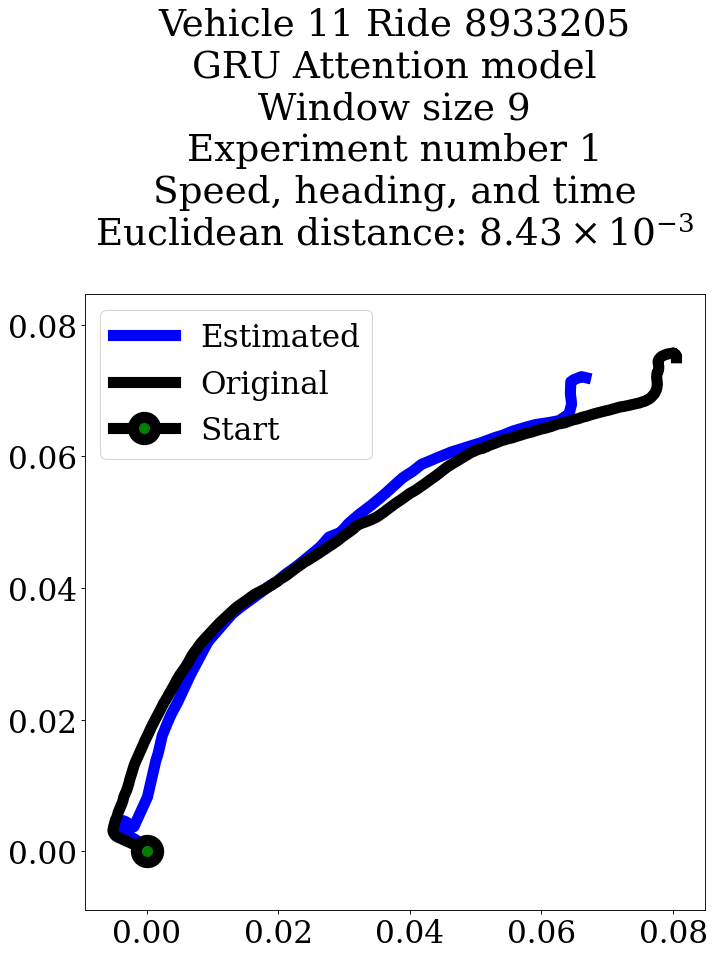 Vehicle 11 Ride 8933205
GRU Attention model
Window size 9
Experiment number 1
Speed, heading, and time
Euclidean distance: 8.43 × 10⁻³
Estimated
Original
Start
0.08
0.06
0.04
0.02
0.00
0.00 0.02 0.04 0.06 0.08